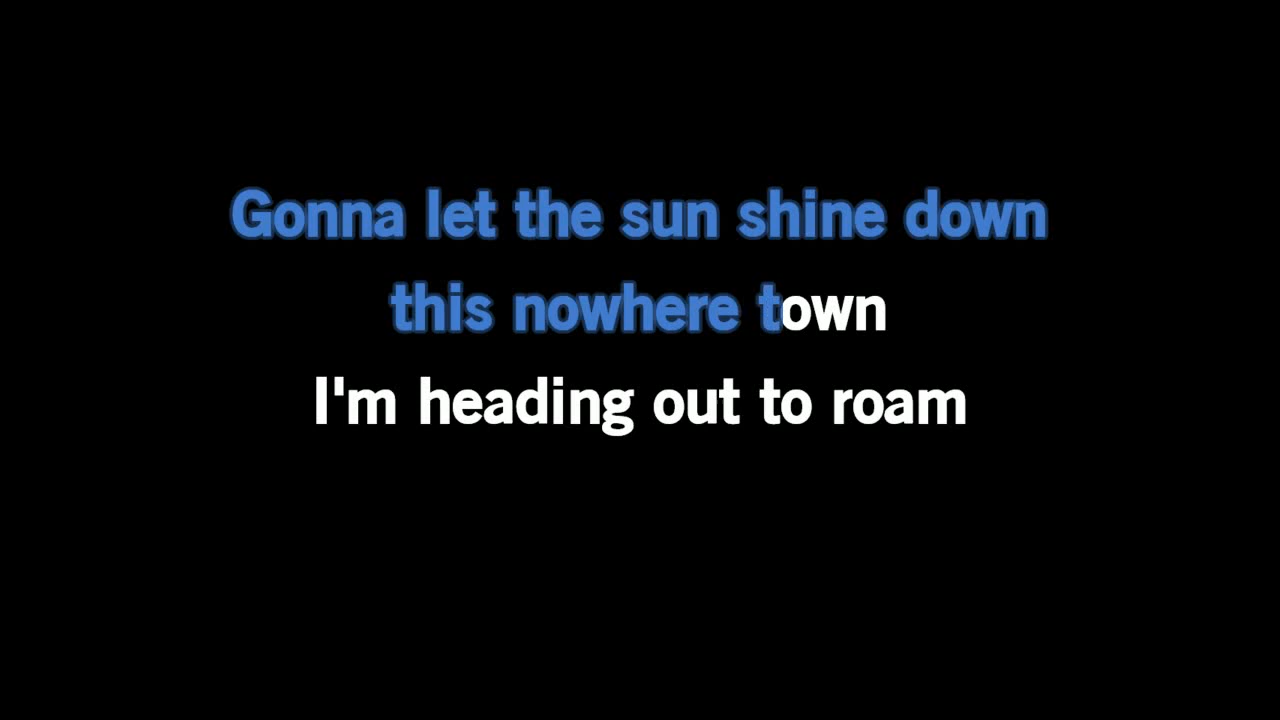 Gonna let the sun shine down
this nowhere town
I'm heading out to roam